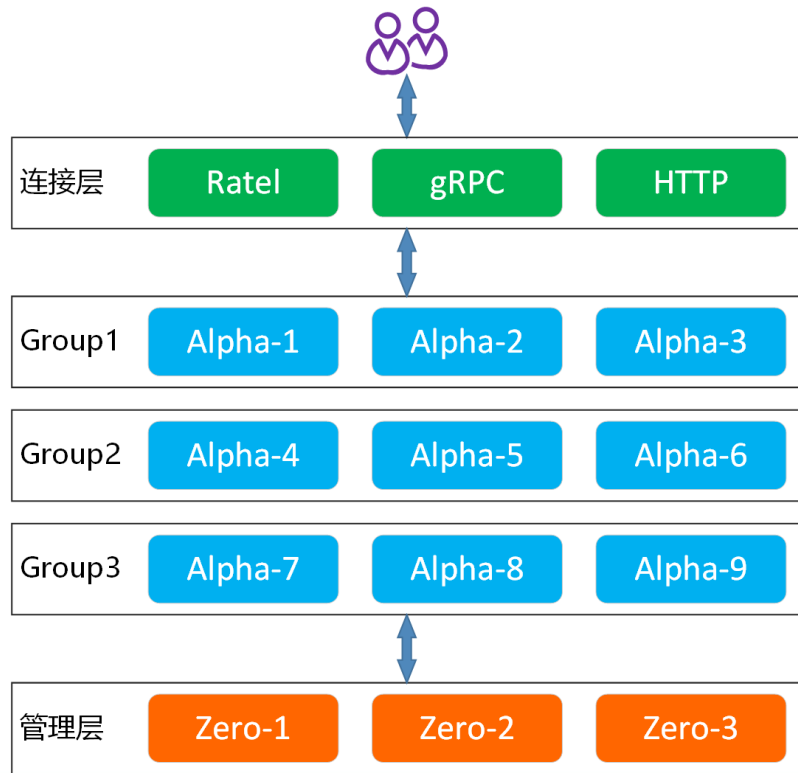 连接层 Ratel gRPC HTTP
Group1 Alpha-1 Alpha-2 Alpha-3
Group2 Alpha-4 Alpha-5 Alpha-6
Group3 Alpha-7 Alpha-8 Alpha-9
管理层 Zero-1 Zero-2 Zero-3